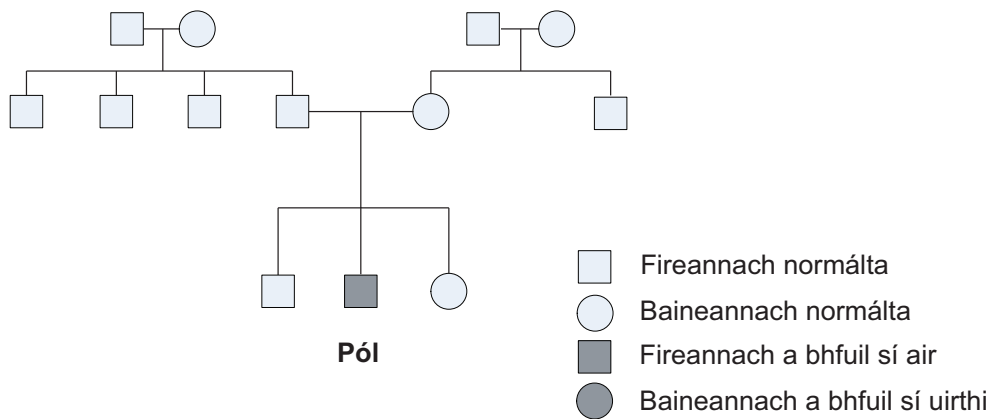 Fireannach normálta
Baineannach normálta
Pól
Fireannach a bhfuil sí air
Baineannach a bhfuil sí uirthi